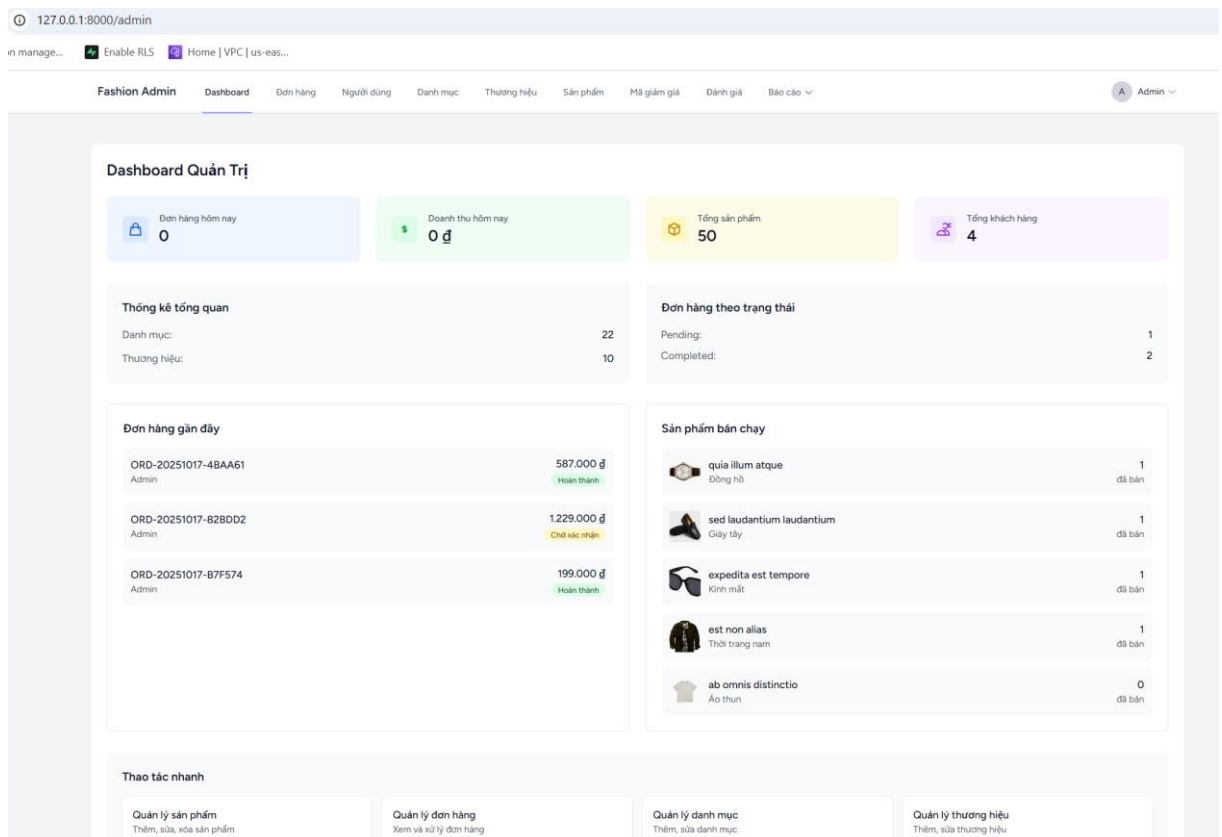 127.0.0.1:8000/admin
on manage... Enable RLS Home | VPC | us-eas...
Fashion Admin Dashboard Đơn hàng Người dùng Danh mục Thương hiệu Sản phẩm Mã giảm giá Đánh giá Báo cáo A Admin
Dashboard Quản Trị
Đơn hàng hôm nay
0
$
Doanh thu hôm nay
0 ₫
Tổng sản phẩm
50
Tổng khách hàng
4
Thống kê tổng quan
Danh mục: 22
Thương hiệu: 10
Đơn hàng theo trạng thái
Pending: 1
Completed: 2
Đơn hàng gần đây
ORD-20251017-4BAA61 587.000 ₫
Admin Hoàn thành
ORD-20251017-82BDD2 1.229.000 ₫
Admin Chờ xác nhận
ORD-20251017-B7F574 199.000 ₫
Admin Hoàn thành
Sản phẩm bán chạy
quia illum atque 1
Đồng hồ đã bán
sed laudantium laudantium 1
Giày tây đã bán
expedita est tempore 1
Kính mắt đã bán
est non alias 1
Thời trang nam đã bán
ab omnis distinctio 0
Áo thun đã bán
Thao tác nhanh
Quản lý sản phẩm
Thêm, sửa, xóa sản phẩm
Quản lý đơn hàng
Xem và xử lý đơn hàng
Quản lý danh mục
Thêm, sửa danh mục
Quản lý thương hiệu
Thêm, sửa thương hiệu